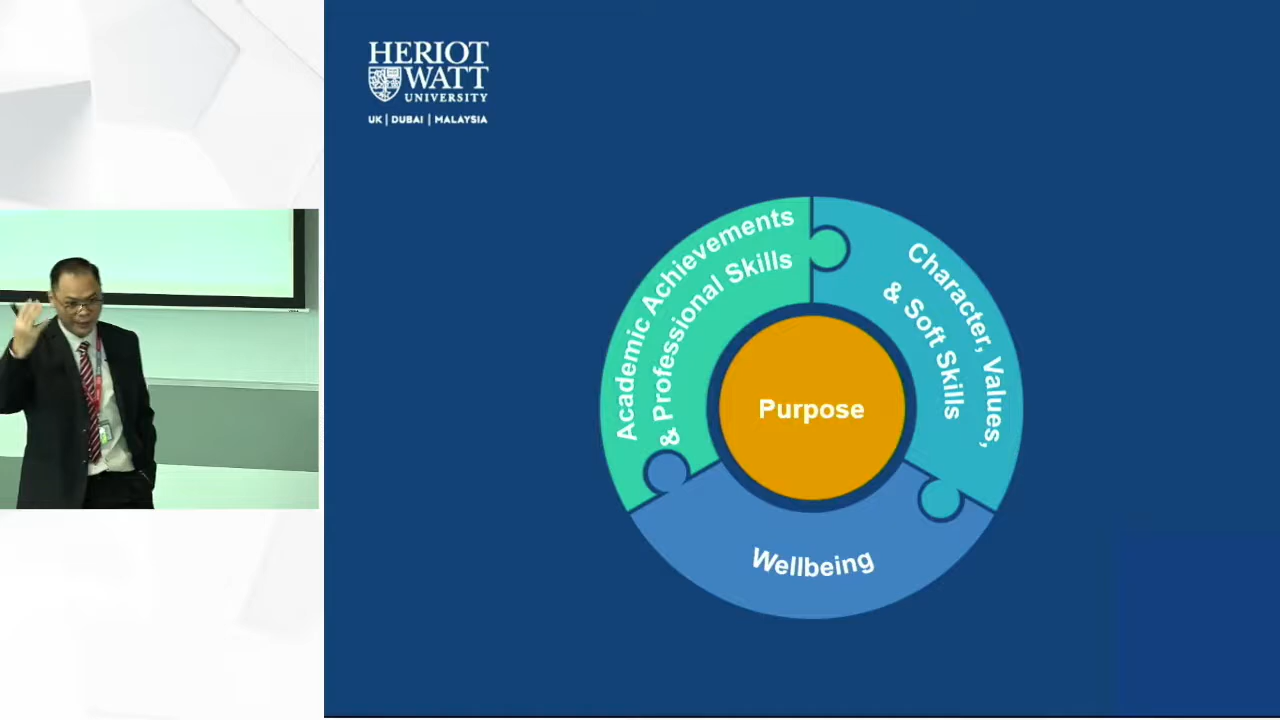 HERIOT
WATT
UNIVERSITY
UK | DUBAI | MALAYSIA
Academic Achievements
& Professional Skills
Character, Values,
& Soft Skills
Purpose
Wellbeing